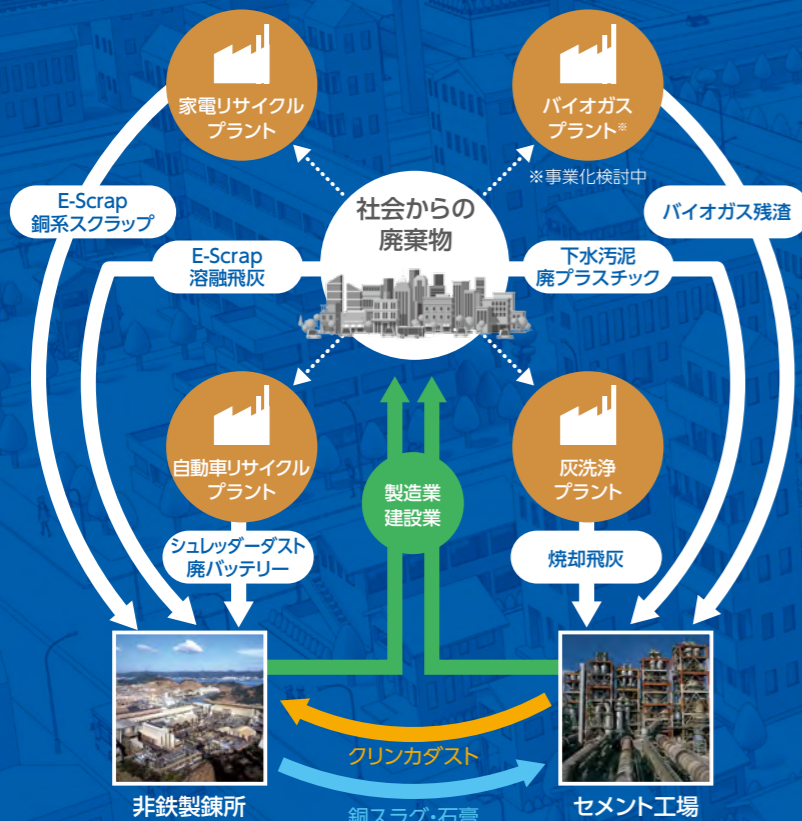 家電リサイクル
プラント
バイオガス
プラント※
※事業化検討中
E-Scrap
銅系スクラップ
社会からの
廃棄物
バイオガス残渣
E-Scrap
溶融飛灰
下水汚泥
廃プラスチック
自動車リサイクル
プラント
灰洗浄
プラント
製造業
建設業
シュレッダーダスト
廃バッテリー
焼却飛灰
クリンカダスト
銅スラグ・石膏
非鉄製錬所
セメント工場